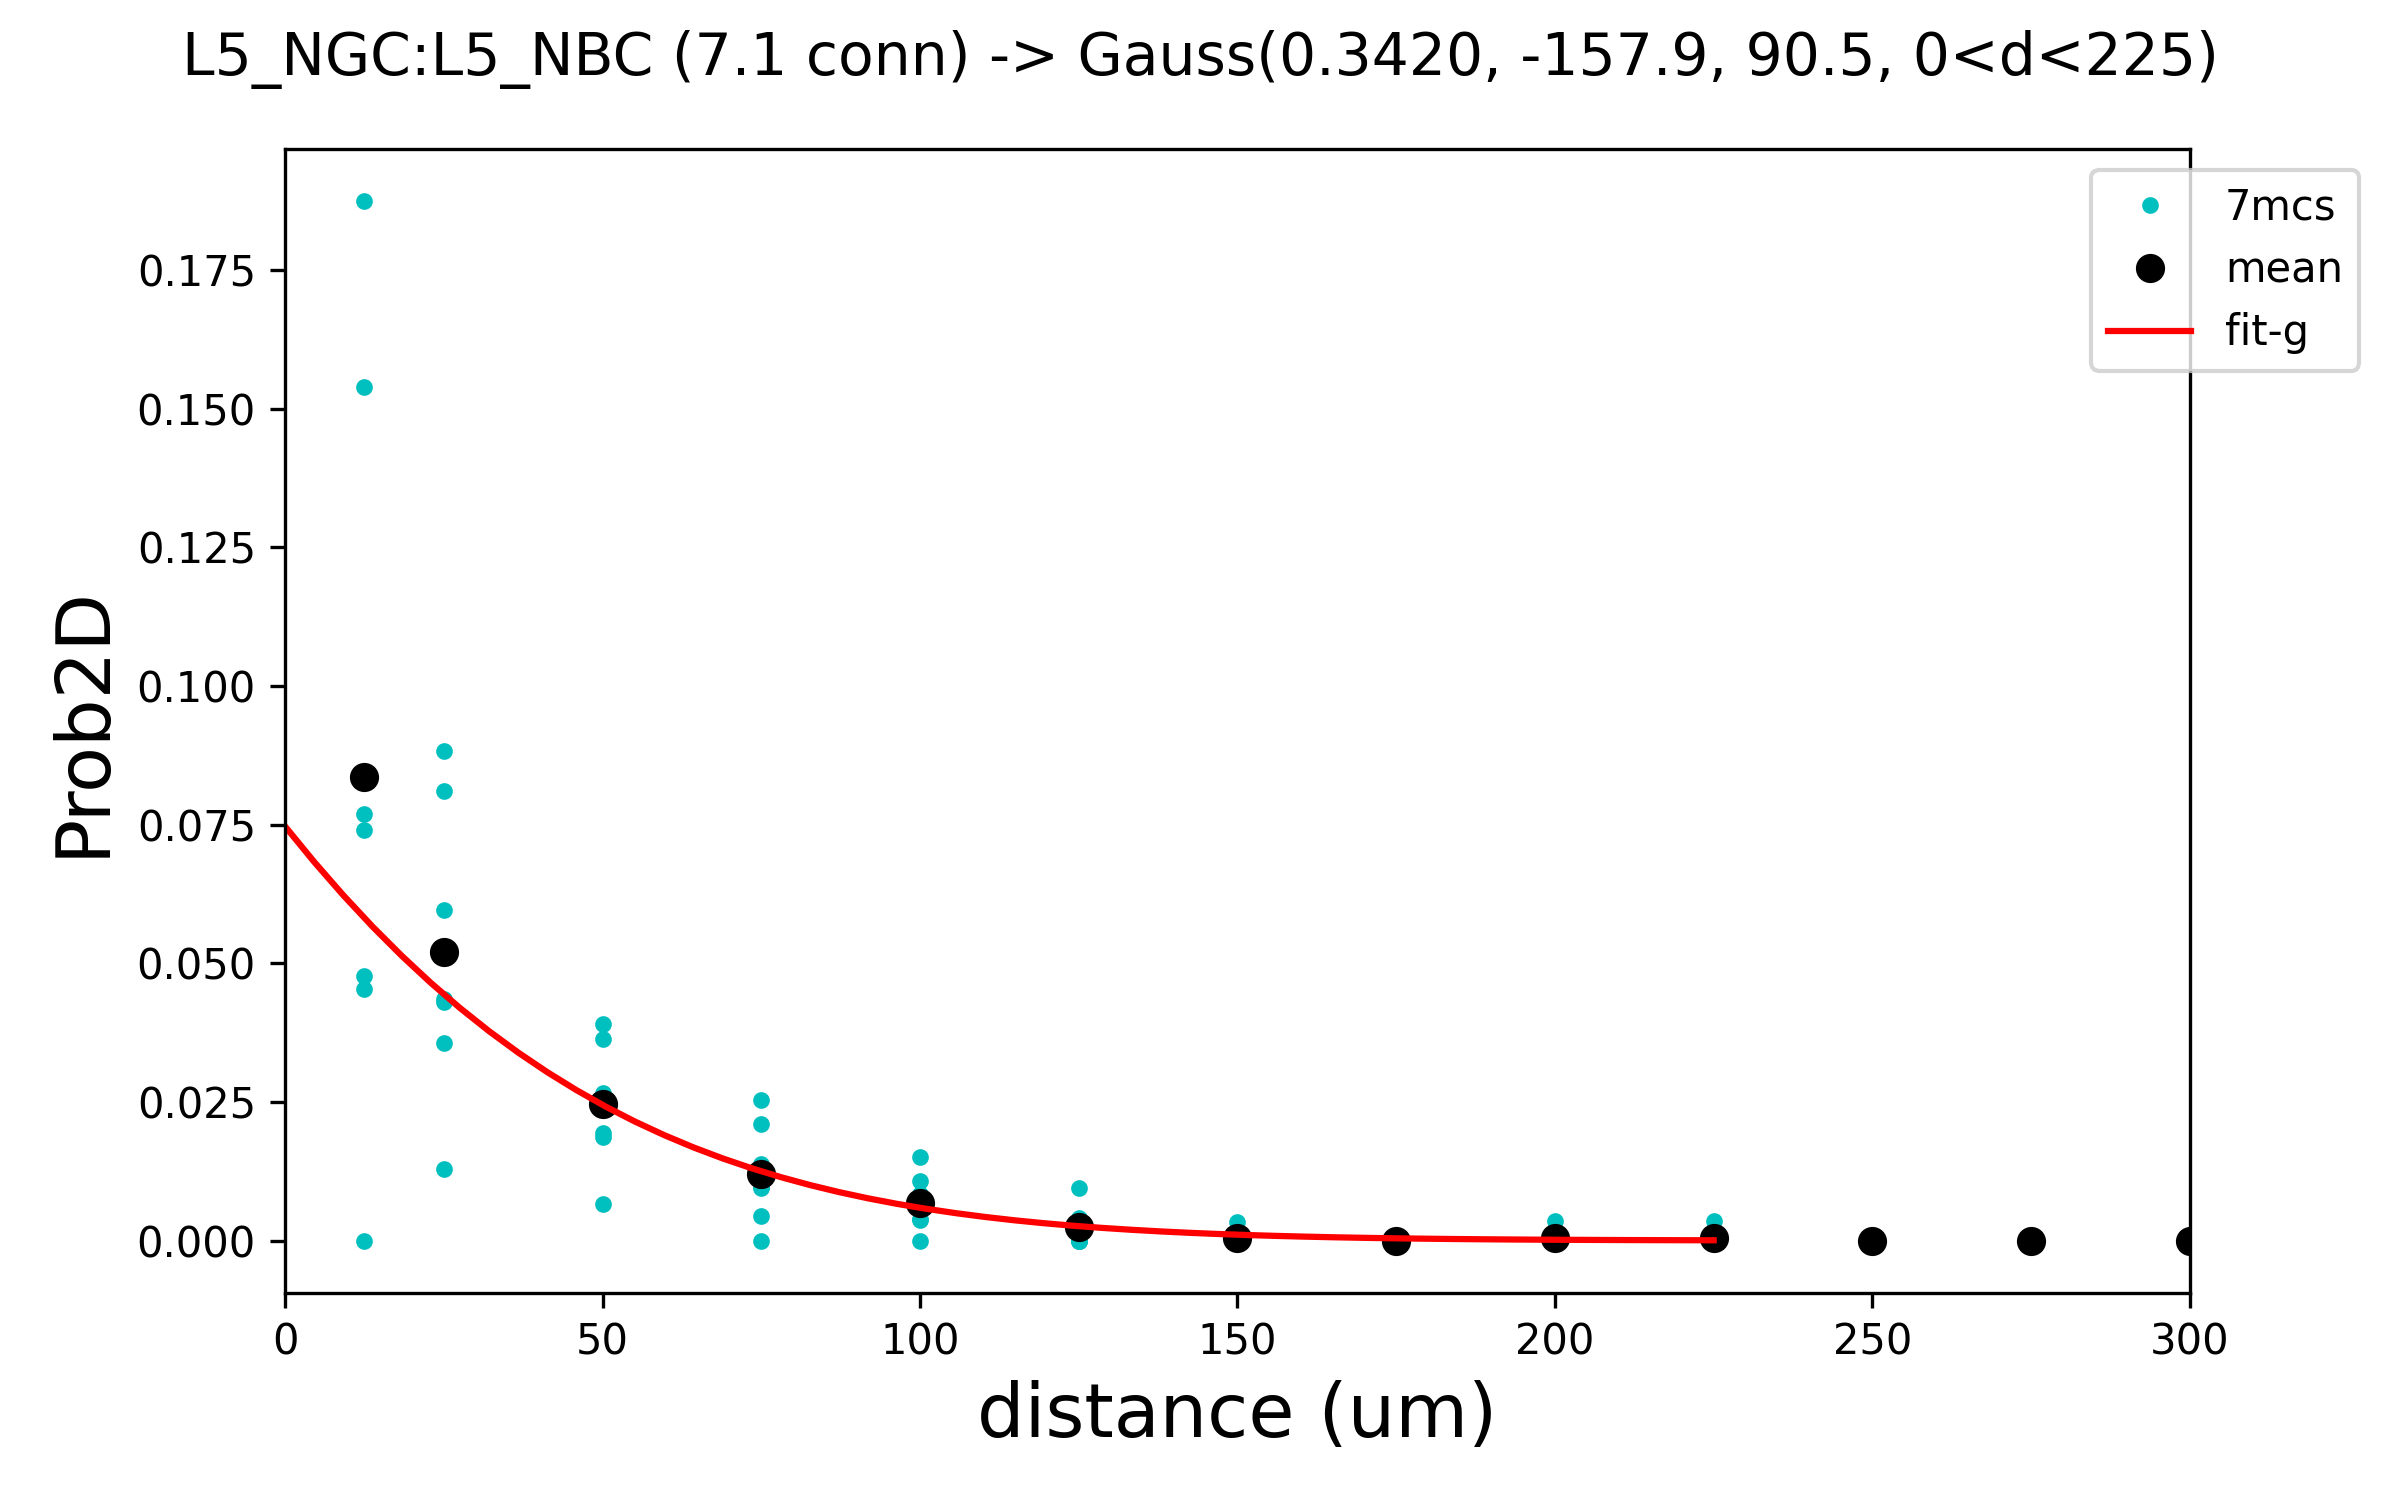 L5_NGC:L5_NBC (7.1 conn) -> Gauss(0.3420, -157.9, 90.5, 0<d<225)
7mcs
mean
fit-g
Prob2D
0.175
0.150
0.125
0.100
0.075
0.050
0.025
0.000
0 50 100 150 200 250 300
distance (um)